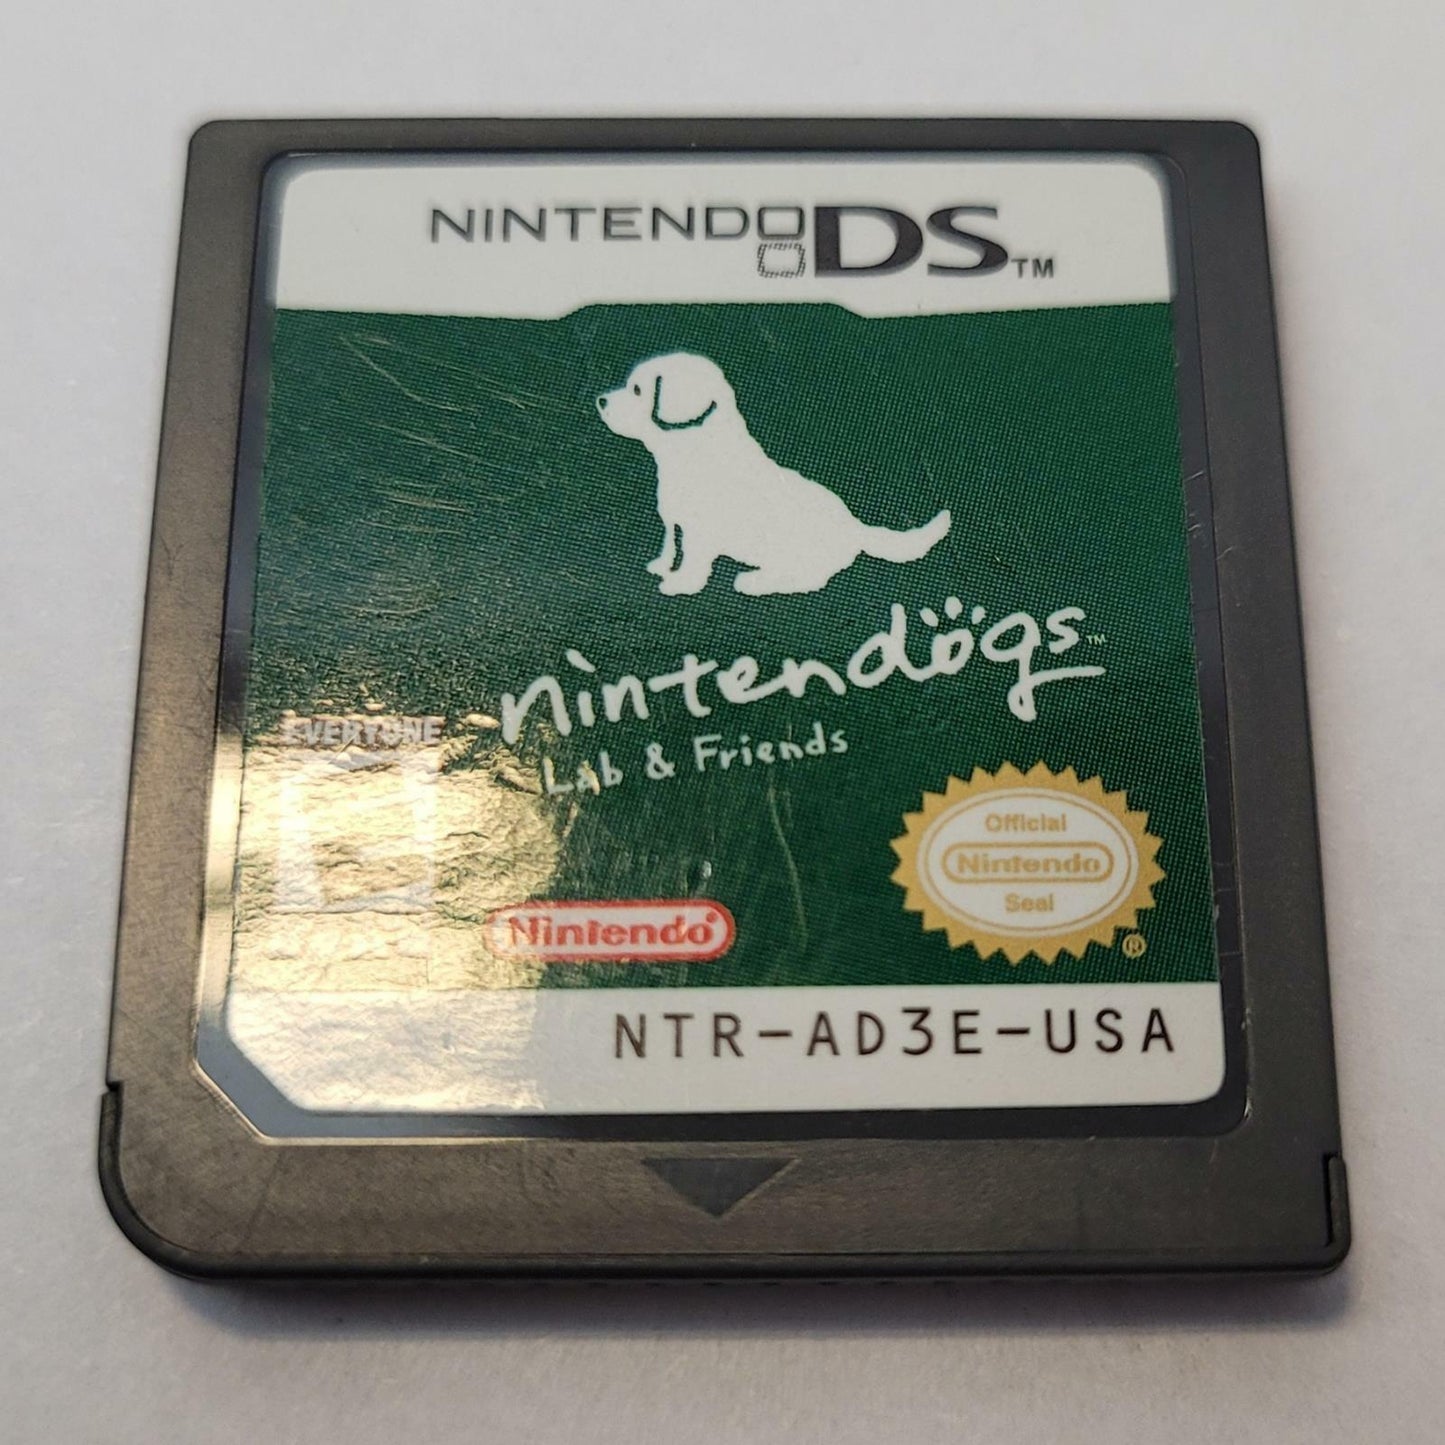 NINTENDO DS™
nintendogs™
Lab & Friends
EVERYONE
E
Official
Nintendo
Seal
®
Nintendo®
NTR-AD3E-USA